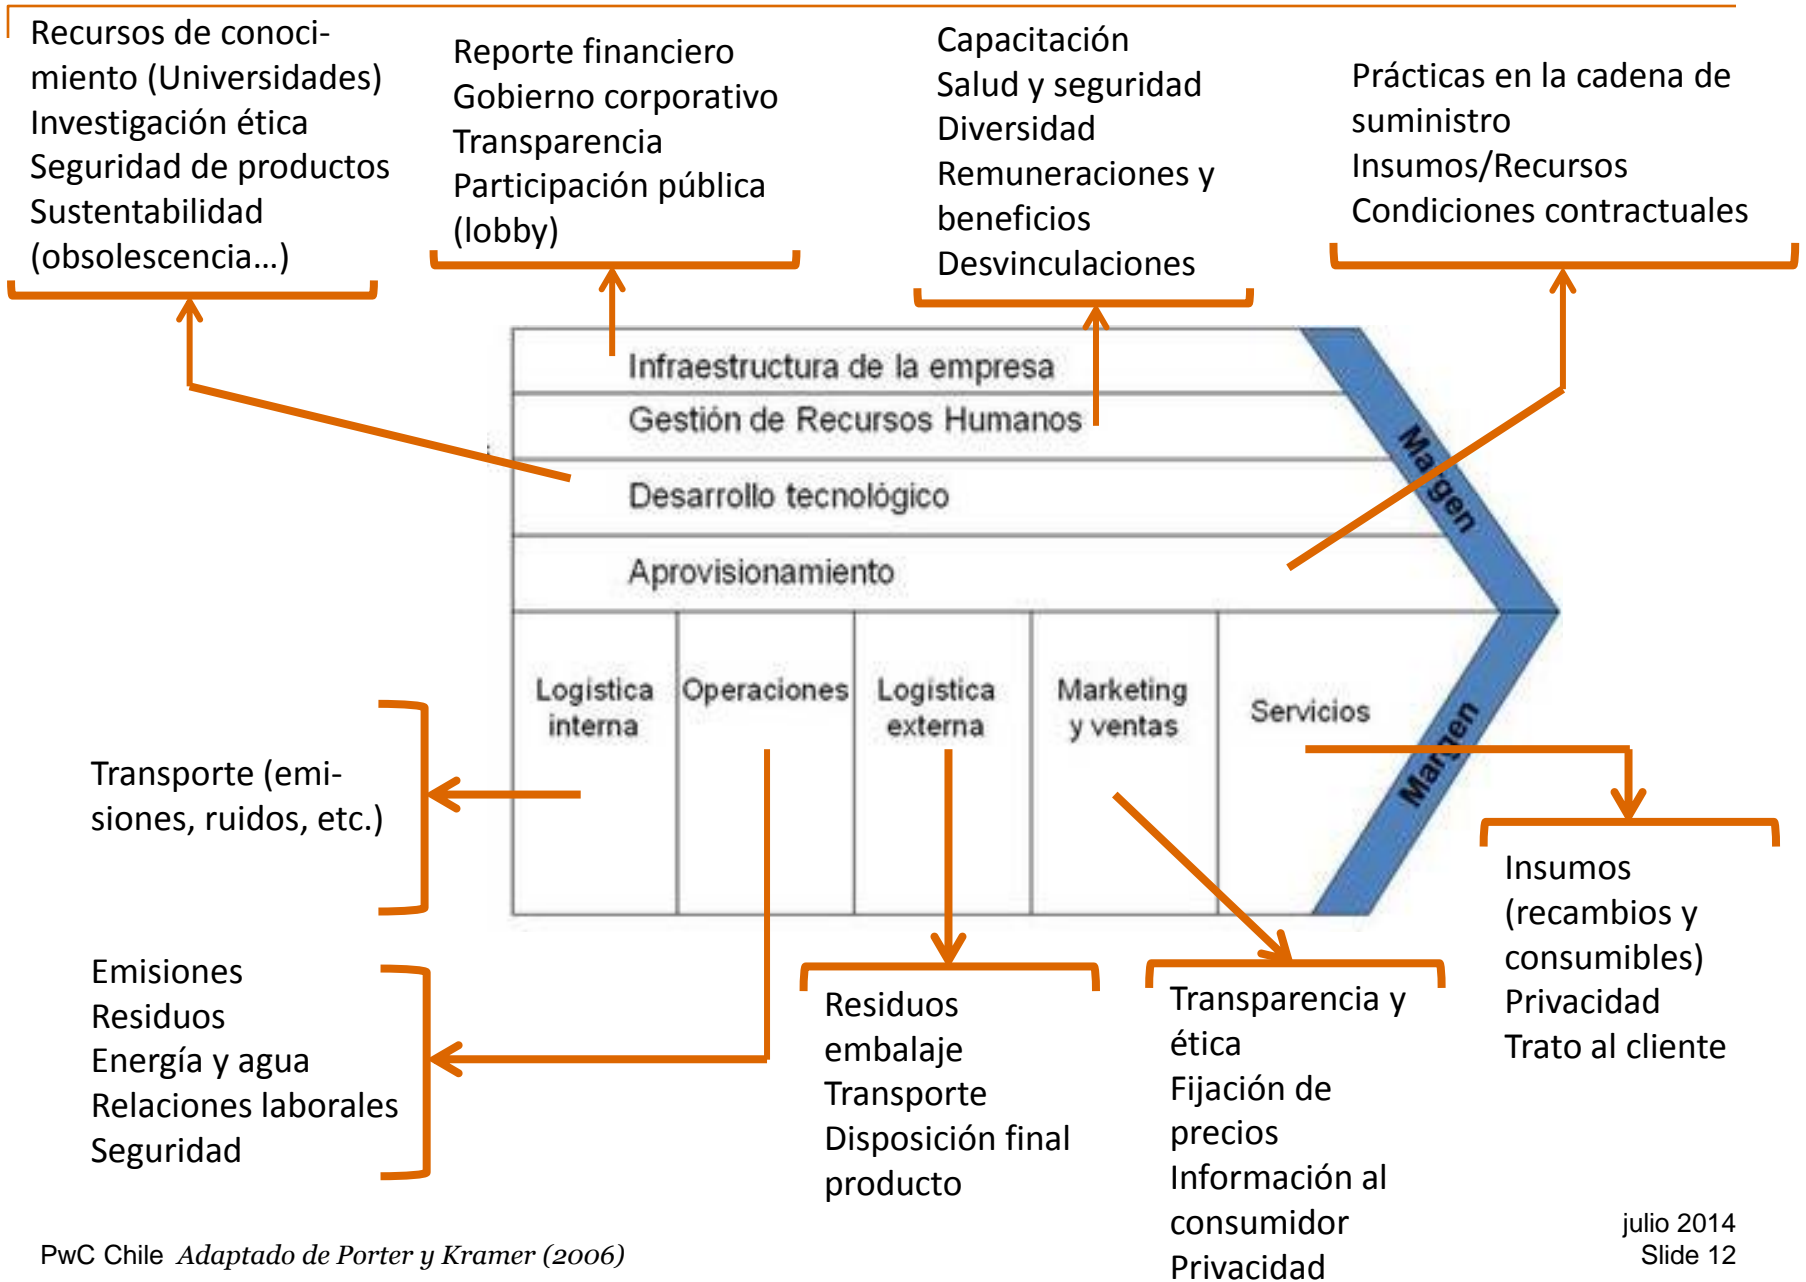 Recursos de conoci-
miento (Universidades)
Investigación ética
Seguridad de productos
Sustentabilidad
(obsolescencia…)
Reporte financiero
Gobierno corporativo
Transparencia
Participación pública
(lobby)
Capacitación
Salud y seguridad
Diversidad
Remuneraciones y
beneficios
Desvinculaciones
Prácticas en la cadena de
suministro
Insumos/Recursos
Condiciones contractuales
Infraestructura de la empresa
Gestión de Recursos Humanos
Desarrollo tecnológico
Aprovisionamiento
Margen
Logística
interna
Operaciones
Logística
externa
Marketing
y ventas
Servicios
Margen
Transporte (emi-
siones, ruidos, etc.)
Emisiones
Residuos
Energía y agua
Relaciones laborales
Seguridad
Residuos
embalaje
Transporte
Disposición final
producto
Transparencia y
ética
Fijación de
precios
Información al
consumidor
Privacidad
Insumos
(recambios y
consumibles)
Privacidad
Trato al cliente
PwC Chile Adaptado de Porter y Kramer (2006)
julio 2014
Slide 12